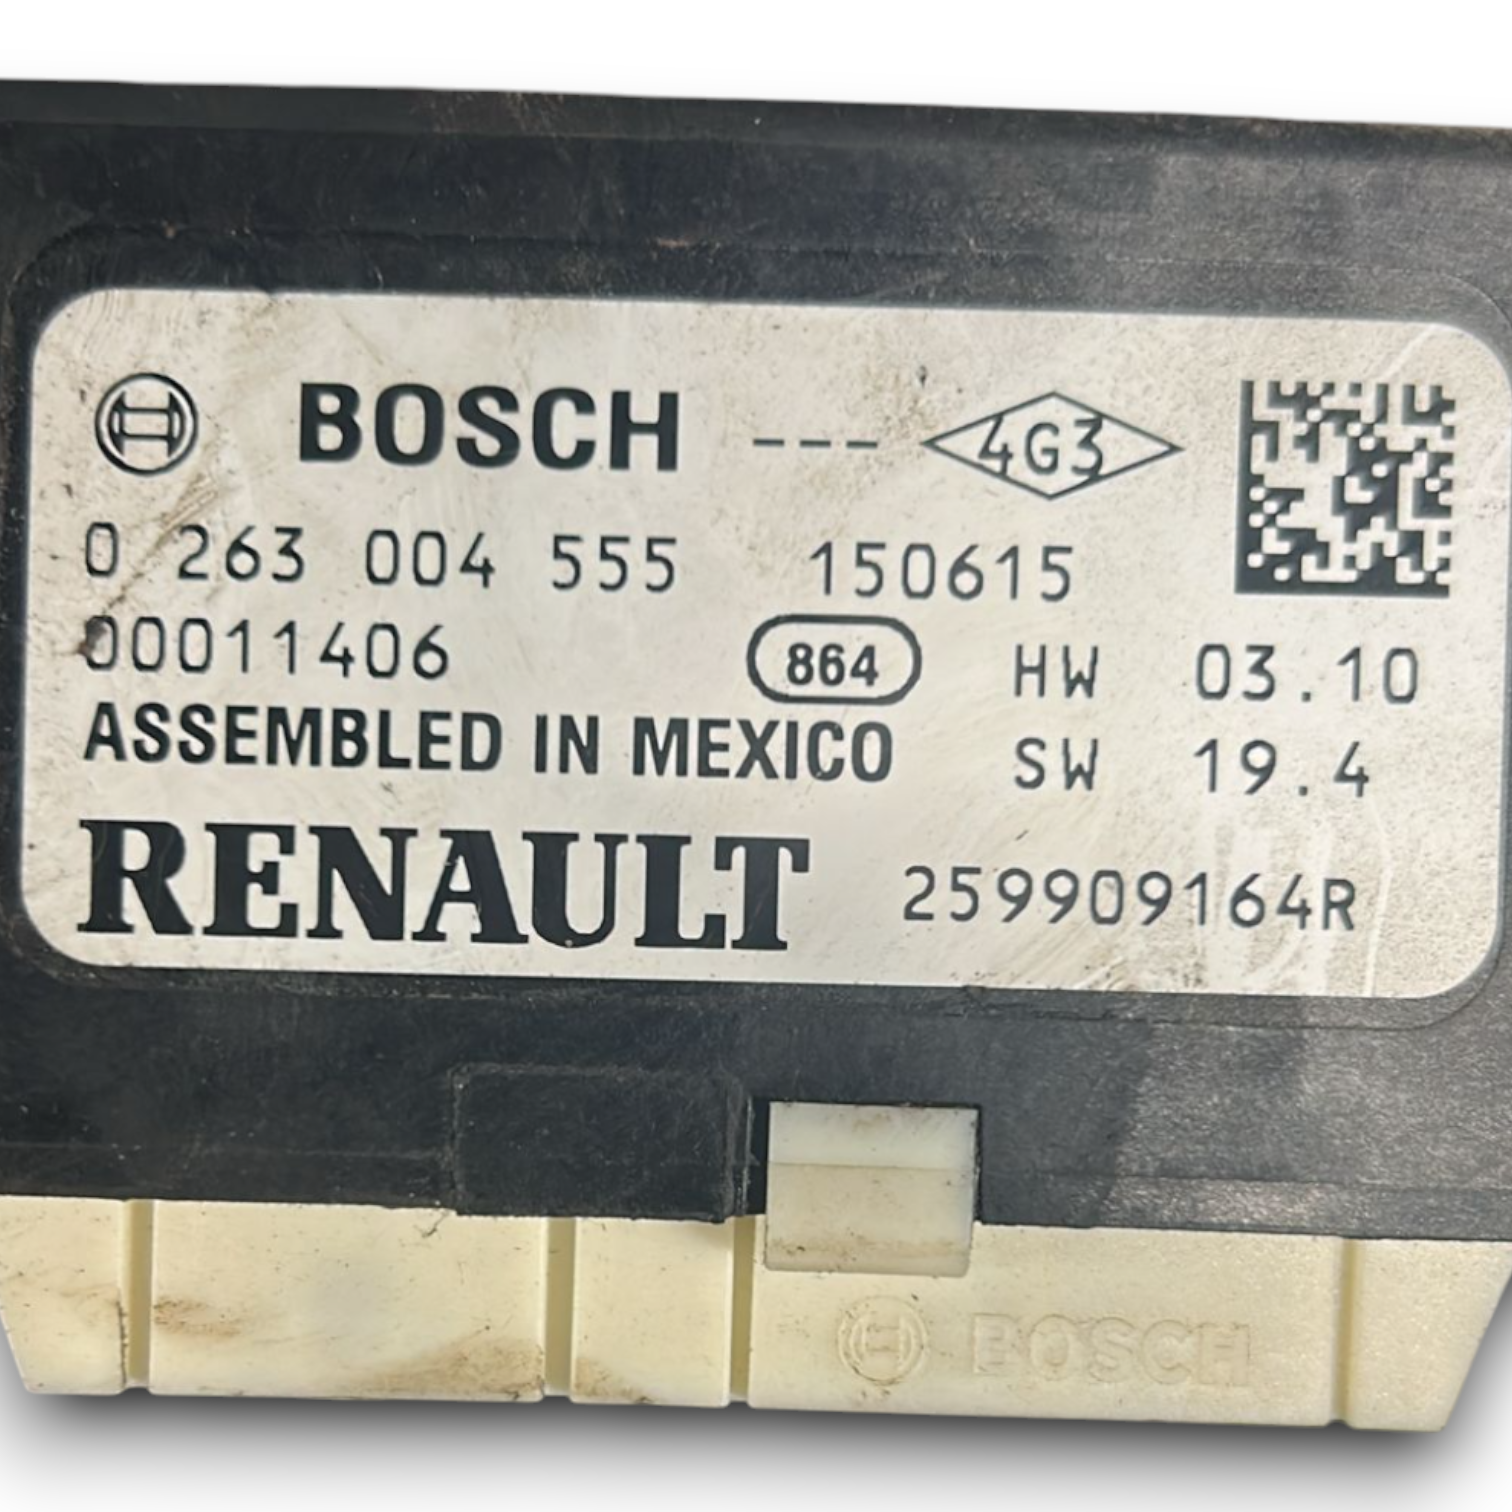 BOSCH --- 4G3
0 263 004 555 150615
00011406 864 HW 03.10
ASSEMBLED IN MEXICO SW 19.4
RENAULT 259909164R
BOSCH